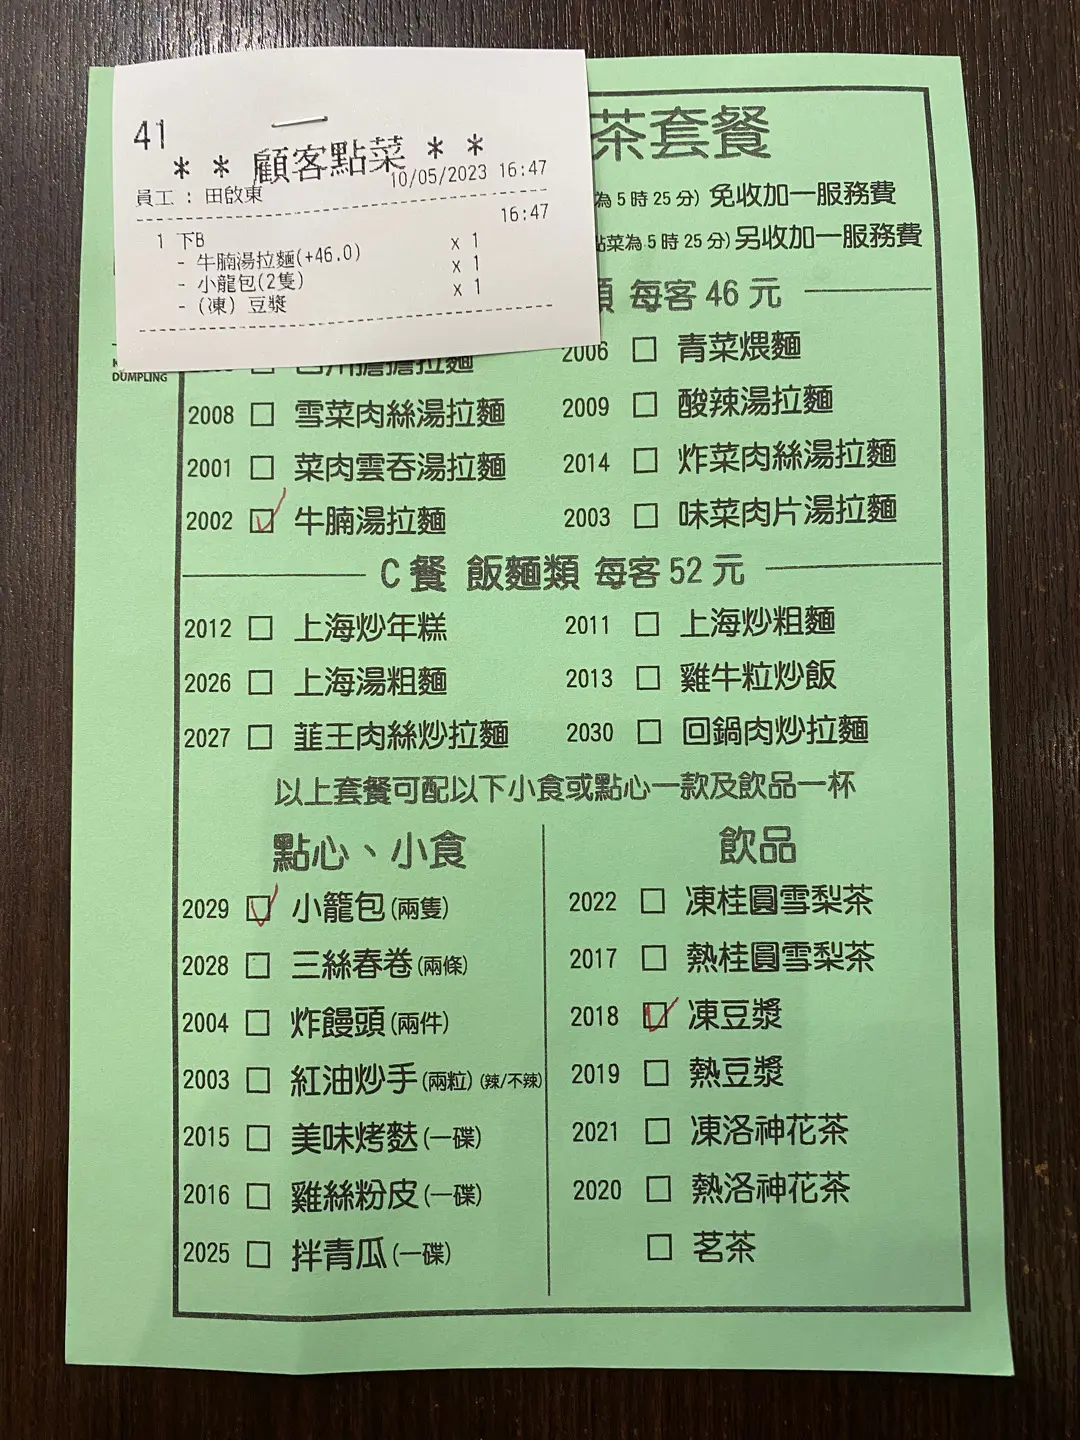 41
** 顧客點菜 **
10/05/2023 16:47
員工 : 田啟東
16:47
1 下B x 1
- 牛腩湯拉麵(+46.0) x 1
- 小龍包(2隻) x 1
- (凍) 豆漿
茶套餐
為 5 時 25 分) 免收加一服務費
點菜為 5 時 25 分) 另收加一服務費
類 每客 46 元
DUMPLING
擔擔拉麵
2006 □ 青菜煨麵
2008 □ 雪菜肉絲湯拉麵
2009 □ 酸辣湯拉麵
2001 □ 菜肉雲吞湯拉麵
2014 □ 炸菜肉絲湯拉麵
2002 ☑ 牛腩湯拉麵
2003 □ 味菜肉片湯拉麵
C 餐 飯麵類 每客 52 元
2012 □ 上海炒年糕
2011 □ 上海炒粗麵
2026 □ 上海湯粗麵
2013 □ 雞牛粒炒飯
2027 □ 韮王肉絲炒拉麵
2030 □ 回鍋肉炒拉麵
以上套餐可配以下小食或點心一款及飲品一杯
點心、小食
2029 ☑ 小籠包 (兩隻)
2028 □ 三絲春卷 (兩條)
2004 □ 炸饅頭 (兩件)
2003 □ 紅油炒手 (兩粒) (辣/不辣)
2015 □ 美味烤麩 (一碟)
2016 □ 雞絲粉皮 (一碟)
2025 □ 拌青瓜 (一碟)
飲品
2022 □ 凍桂圓雪梨茶
2017 □ 熱桂圓雪梨茶
2018 ☑ 凍豆漿
2019 □ 熱豆漿
2021 □ 凍洛神花茶
2020 □ 熱洛神花茶
□ 茗茶